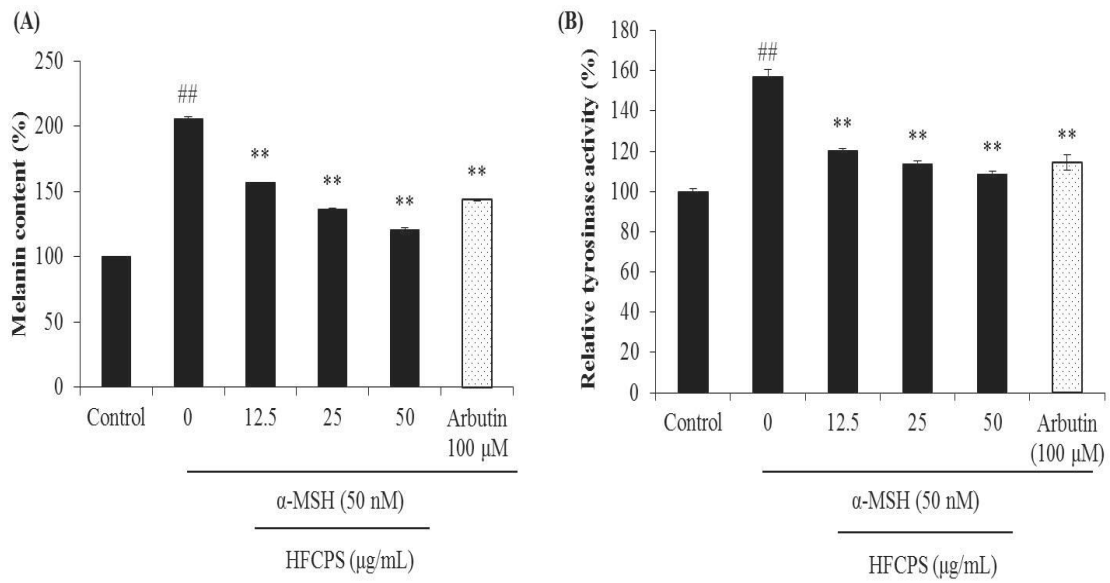 (A)
Melanin content (%)
250
200
150
100
50
0
##
**
**
**
**
Control
0
12.5
25
50
Arbutin
100 μM
α-MSH (50 nM)
HFCPS (μg/mL)
(B)
Relative tyrosinase activity (%)
180
160
140
120
100
80
60
40
20
0
##
**
**
**
**
Control
0
12.5
25
50
Arbutin
(100 μM)
α-MSH (50 nM)
HFCPS (μg/mL)